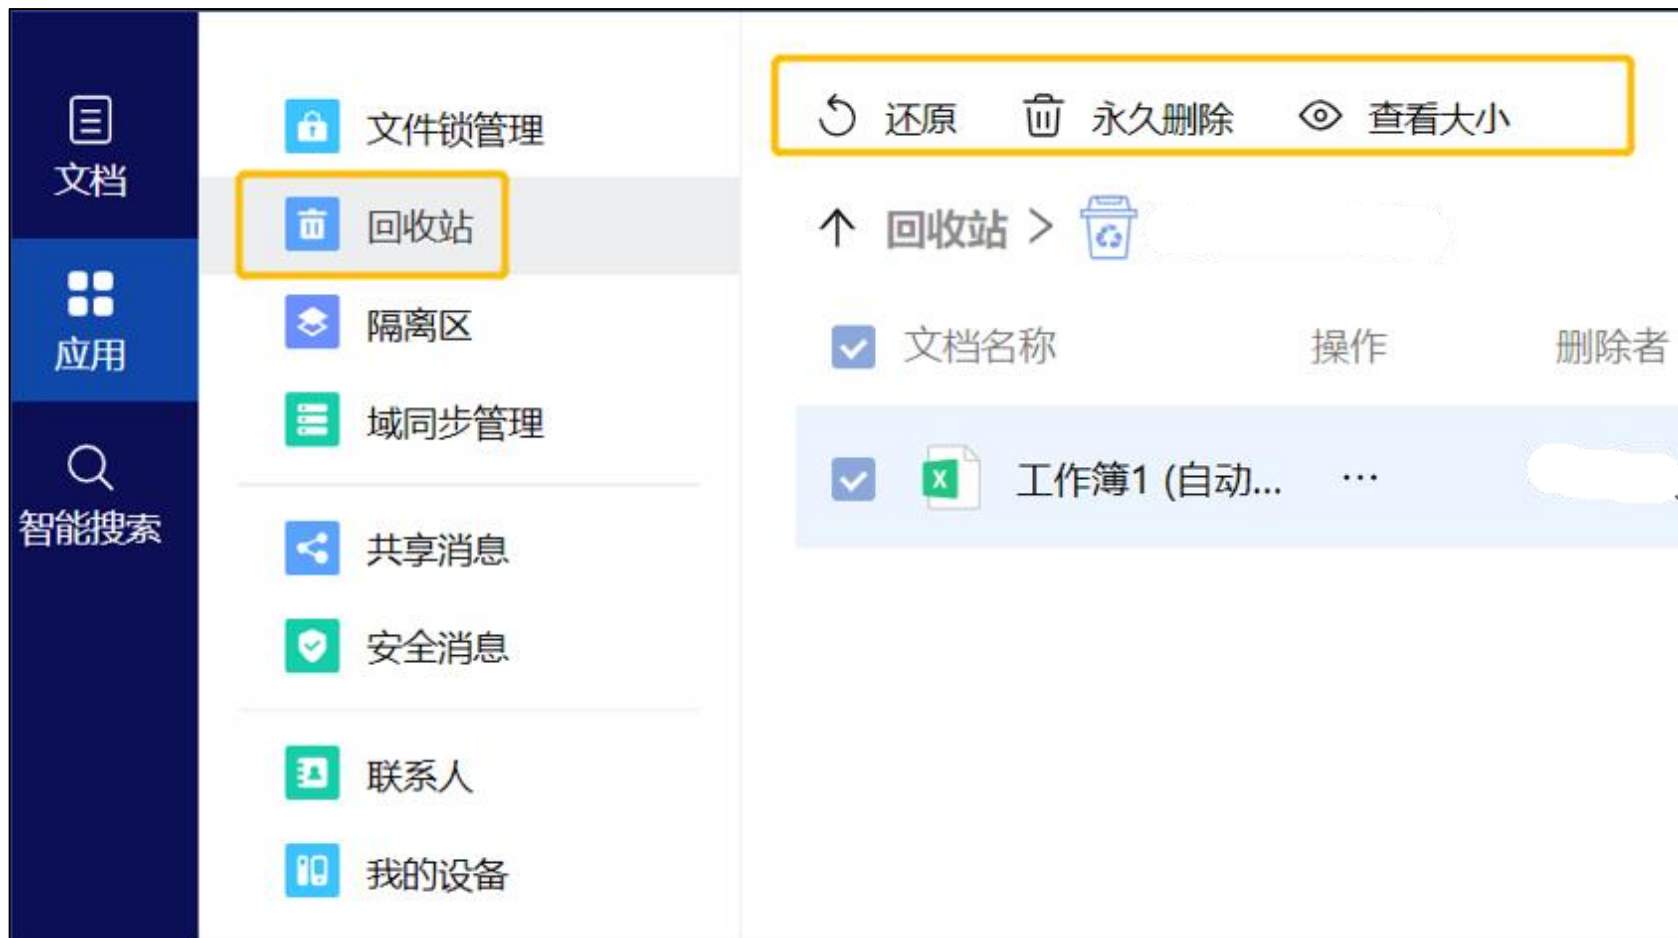 文档
应用
智能搜索
文件锁管理
回收站
隔离区
域同步管理
共享消息
安全消息
联系人
我的设备
还原 永久删除 查看大小
回收站 >
文档名称 操作 删除者
工作簿1 (自动... ...